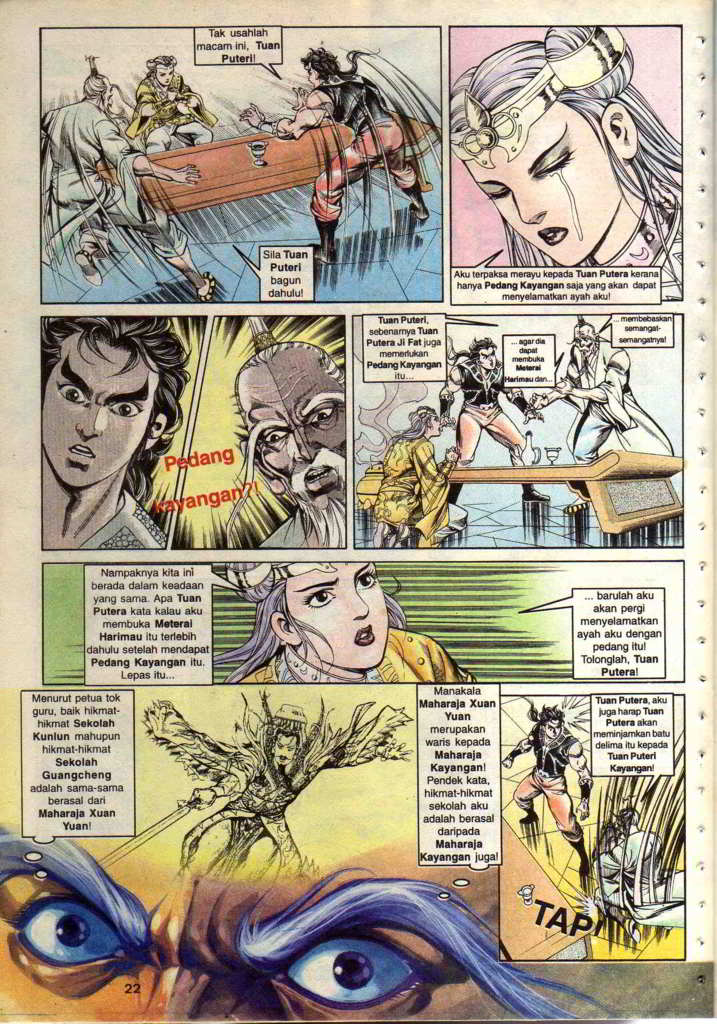 Tak usahlah
macam ini, Tuan
Puteri!
Sila Tuan
Puteri
bagun
dahulu!
Aku terpaksa merayu kepada Tuan Putera kerana
hanya Pedang Kayangan saja yang akan dapat
menyelamatkan ayah aku!
Pedang
Kayangan?!
Tuan Puteri,
sebenarnya Tuan
Putera Ji Fat juga
memerlukan
Pedang Kayangan
itu...
... agar dia
dapat
membuka
Meterai
Harimau dan...
... membebaskan
semangat-
semangatnya!
Nampaknya kita ini
berada dalam keadaan
yang sama. Apa Tuan
Putera kata kalau aku
membuka Meterai
Harimau itu terlebih
dahulu setelah mendapat
Pedang Kayangan itu.
Lepas itu...
... barulah aku
akan pergi
menyelamatkan
ayah aku dengan
pedang itu!
Tolonglah, Tuan
Putera!
Menurut petua tok
guru, baik hikmat-
hikmat Sekolah
Kunlun mahupun
hikmat-hikmat
Sekolah
Guangcheng
adalah sama-sama
berasal dari
Maharaja Xuan
Yuan!
Manakala
Maharaja Xuan
Yuan
merupakan
waris kepada
Maharaja
Kayangan!
Pendek kata,
hikmat-hikmat
sekolah aku
adalah berasal
daripada
Maharaja
Kayangan juga!
Tuan Putera, aku
juga harap Tuan
Putera akan
meminjamkan batu
delima itu kepada
Tuan Puteri
Kayangan!
TAP!
22